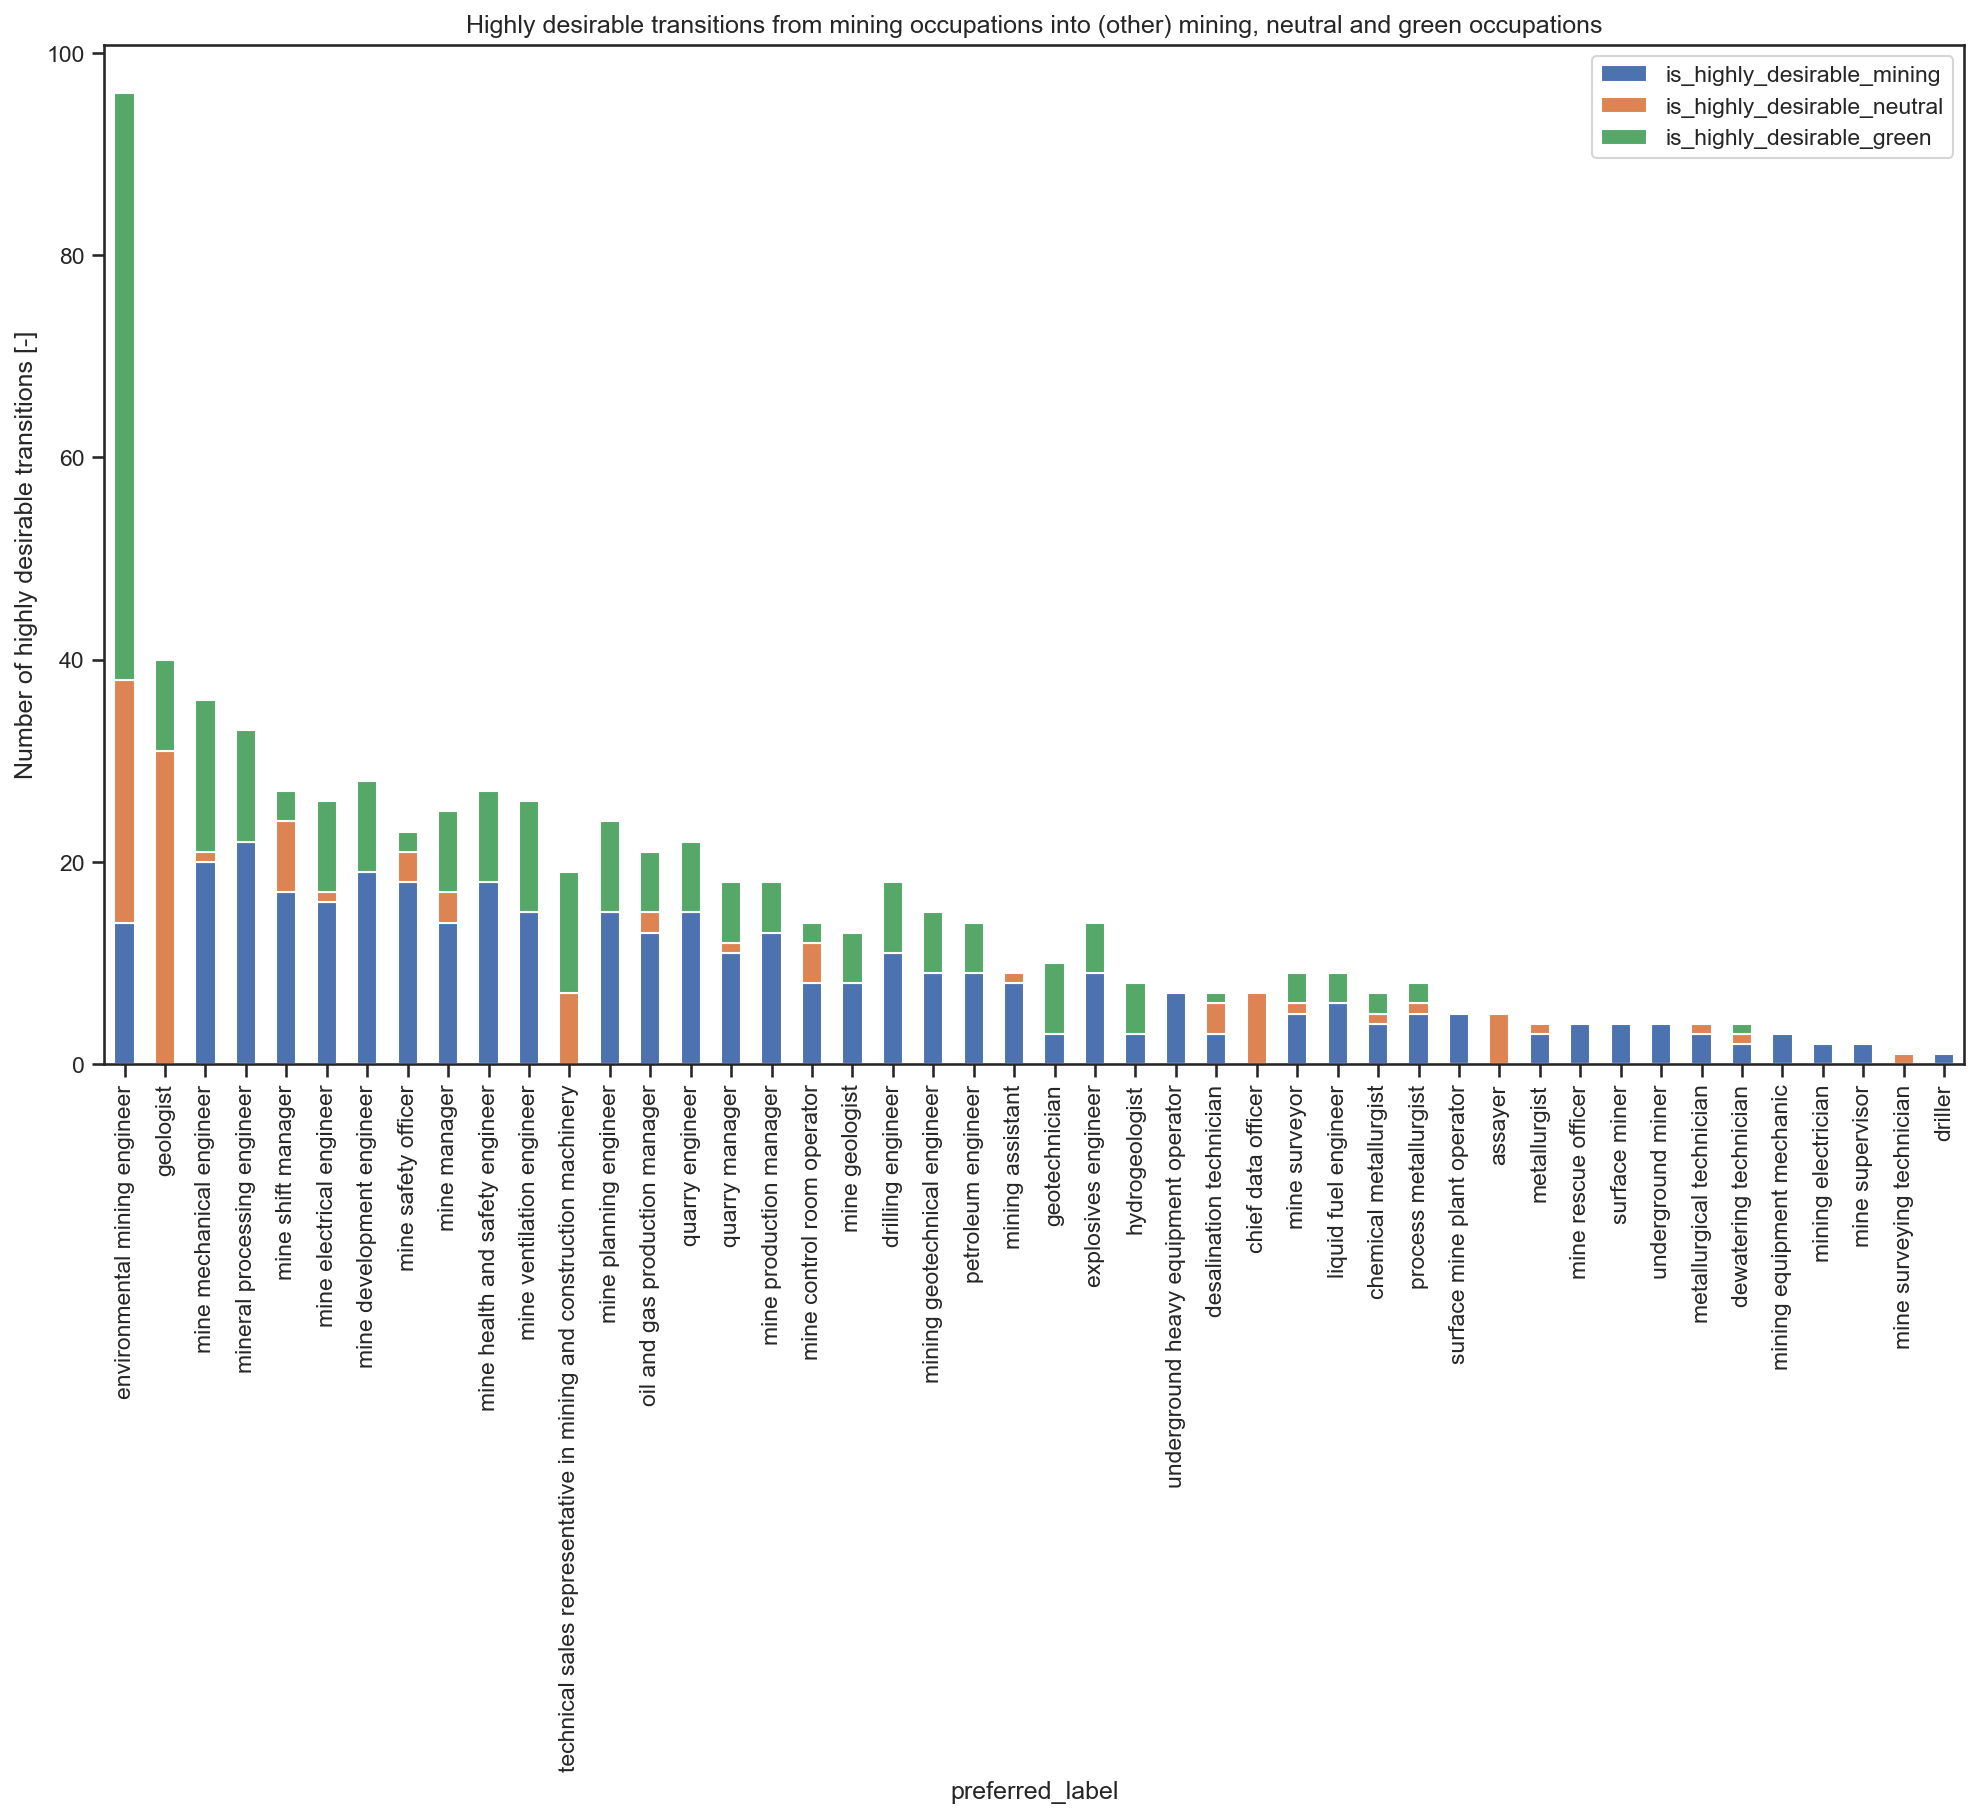 Highly desirable transitions from mining occupations into (other) mining, neutral and green occupations
is_highly_desirable_mining
is_highly_desirable_neutral
is_highly_desirable_green
Number of highly desirable transitions [-]
100
80
60
40
20
0
environmental mining engineer
geologist
mine mechanical engineer
mineral processing engineer
mine shift manager
mine electrical engineer
mine development engineer
mine safety officer
mine manager
mine health and safety engineer
mine ventilation engineer
technical sales representative in mining and construction machinery
mine planning engineer
oil and gas production manager
quarry engineer
quarry manager
mine production manager
mine control room operator
mine geologist
drilling engineer
mining geotechnical engineer
petroleum engineer
mining assistant
geotechnician
explosives engineer
hydrogeologist
underground heavy equipment operator
desalination technician
chief data officer
mine surveyor
liquid fuel engineer
chemical metallurgist
process metallurgist
surface mine plant operator
assayer
metallurgist
mine rescue officer
surface miner
underground miner
metallurgical technician
dewatering technician
mining equipment mechanic
mining electrician
mine supervisor
mine surveying technician
driller
preferred_label